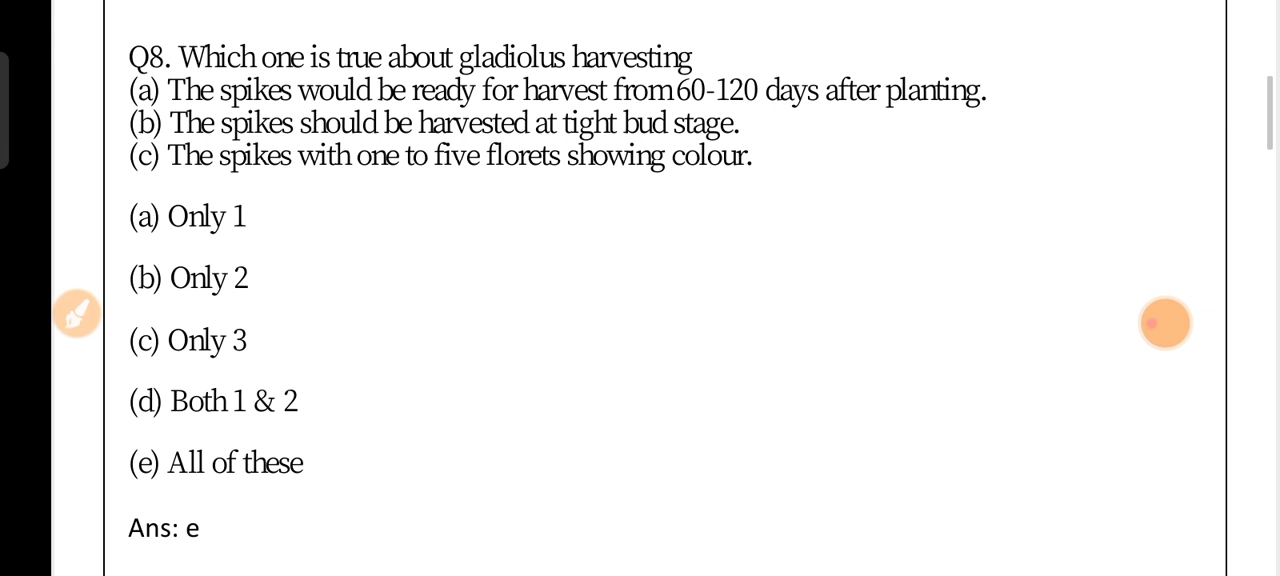 Q8. Which one is true about gladiolus harvesting
(a) The spikes would be ready for harvest from 60-120 days after planting.
(b) The spikes should be harvested at tight bud stage.
(c) The spikes with one to five florets showing colour.
(a) Only 1
(b) Only 2
(c) Only 3
(d) Both 1 & 2
(e) All of these
Ans: e